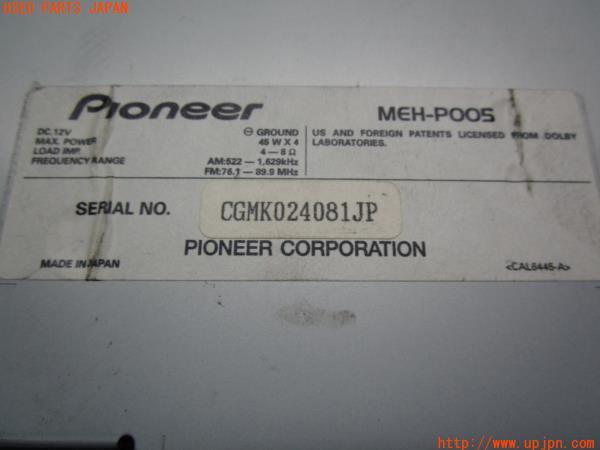 USED PARTS JAPAN
Pioneer
MEH-P005
DC.12V ⊖ GROUND
MAX. POWER 45 W X 4
LOAD IMP. 4 — 8 Ω
FREQUENCY RANGE AM:522 — 1,629kHz
FM:76.1— 89.9 MHz
US AND FOREIGN PATENTS LICENSED FROM DOLBY
LABORATORIES.
SERIAL NO. CGMK024081JP
PIONEER CORPORATION
MADE IN JAPAN
<CAL6445-A>
http://www.upjpn.com